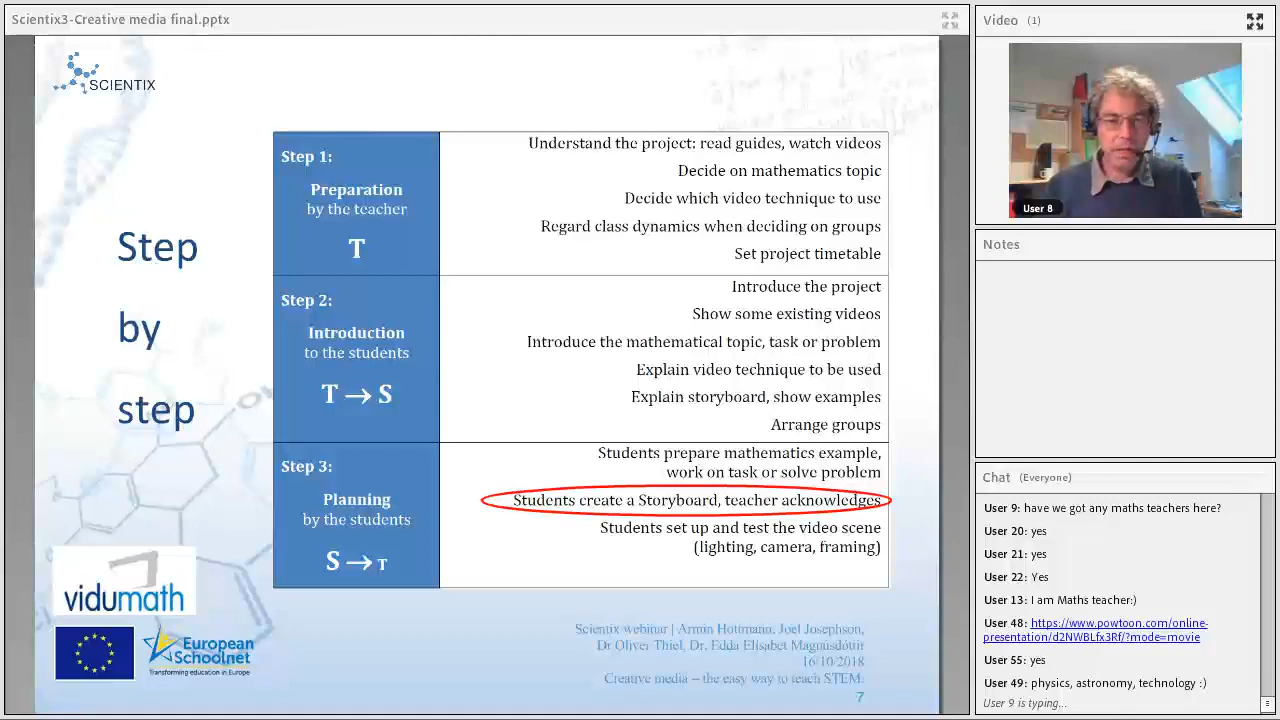 Scientix3-Creative media final.pptx
SCIENTIX
Step
by
step
Step 1:
Preparation
by the teacher
T
Understand the project: read guides, watch videos
Decide on mathematics topic
Decide which video technique to use
Regard class dynamics when deciding on groups
Set project timetable
Step 2:
Introduction
to the students
T → S
Introduce the project
Show some existing videos
Introduce the mathematical topic, task or problem
Explain video technique to be used
Explain storyboard, show examples
Arrange groups
Step 3:
Planning
by the students
S → T
Students prepare mathematics example,
work on task or solve problem
Students create a Storyboard, teacher acknowledges
Students set up and test the video scene
(lighting, camera, framing)
vidumath
European
Schoolnet
Transforming education in Europe
Scientix webinar | Armin Hottmann, Joel Josephson,
Dr Oliver Thiel, Dr. Edda Elísabet Magnúsdóttir
16/10/2018
Creative media – the easy way to teach STEM.
7
Video (1)
User 8
Notes
Chat (Everyone)
User 9: have we got any maths teachers here?
User 20: yes
User 21: yes
User 22: Yes
User 13: I am Maths teacher:)
User 48: https://www.powtoon.com/online-
presentation/d2NWBLfx3Rf/?mode=movie
User 55: yes
User 49: physics, astronomy, technology :)
User 9 is typing...